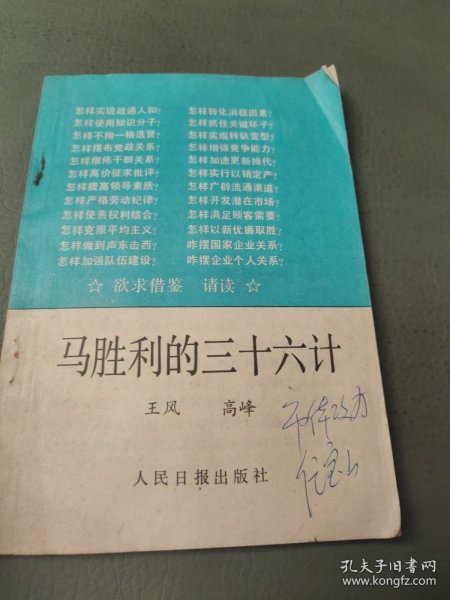 怎样实现政通人和?
怎样使用知识分子?
怎样不拘一格选贤?
怎样摆布党政关系?
怎样摆布干群关系?
怎样高价征求批评?
怎样提高领导素质?
怎样严格劳动纪律?
怎样使责权利结合?
怎样克服平均主义?
怎样做到声东击西?
怎样加强队伍建设?
怎样转化消极因素?
怎样抓住关键环子?
怎样实现转轨变型?
怎样增强竞争能力?
怎样加速更新换代?
怎样实行以销定产?
怎样广辟流通渠道?
怎样开发潜在市场?
怎样满足顾客需要?
怎样以新优廉取胜?
咋摆国家企业关系?
咋摆企业个人关系?
☆ 欲求借鉴 请读 ☆
马胜利的三十六计
王风 高峰
人民日报出版社
孔夫子旧书网
www.kongfz.com